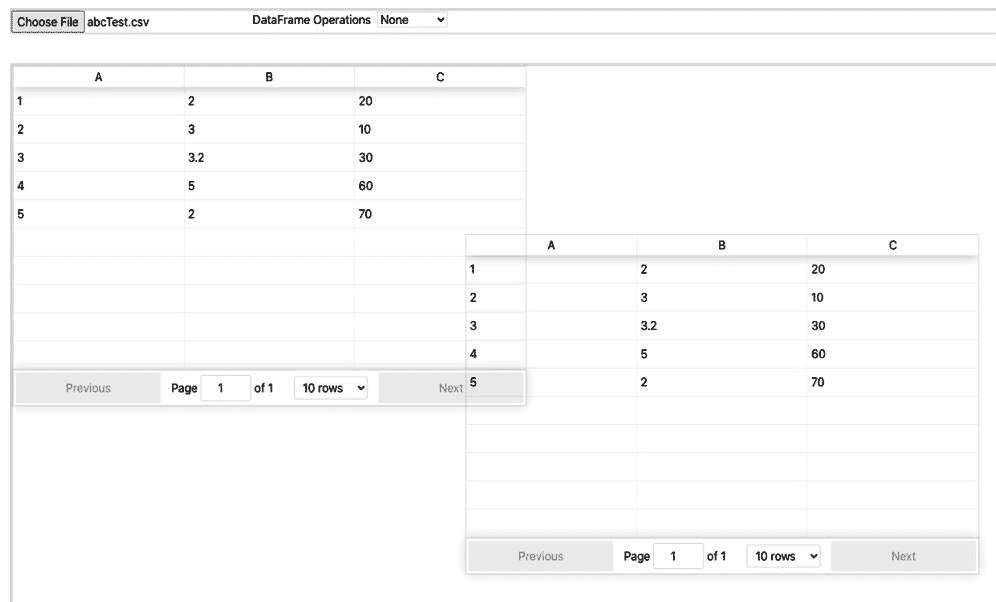 Choose File abcTest.csv DataFrame Operations None
A B C
1 2 20
2 3 10
3 3.2 30
4 5 60
5 2 70
Previous Page 1 of 1 10 rows Next
A B C
1 2 20
2 3 10
3 3.2 30
4 5 60
5 2 70
Previous Page 1 of 1 10 rows Next